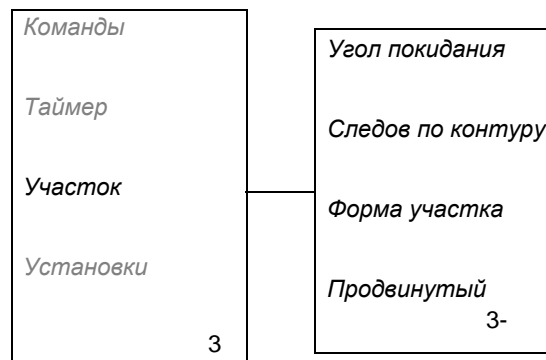 Команды
Таймер
Участок
Установки
3
Угол покидания
Следов по контуру
Форма участка
Продвинутый
3-